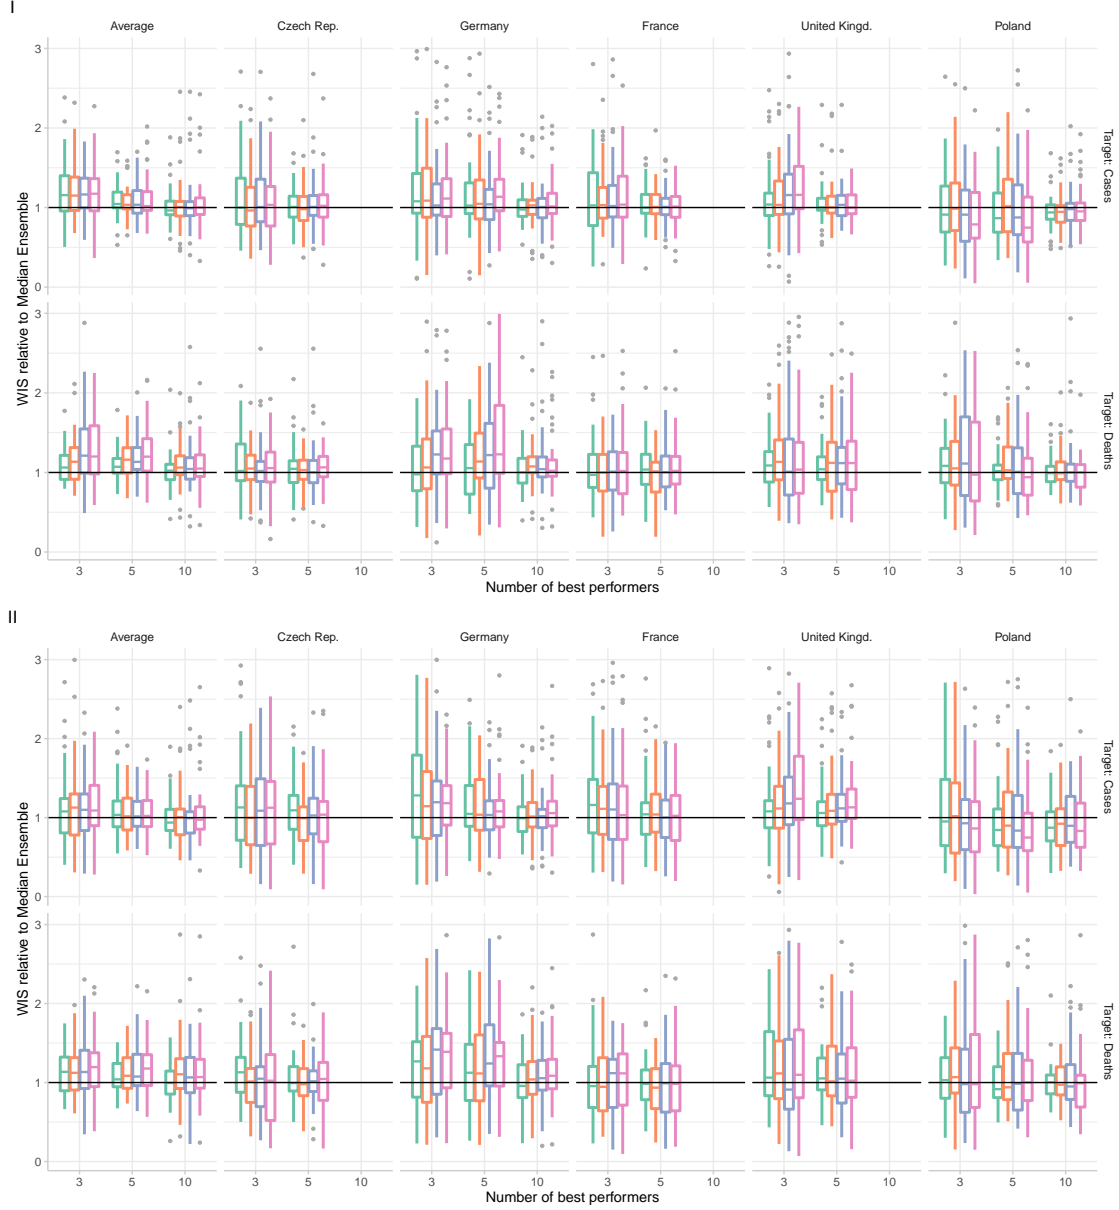 I
Average Czech Rep. Germany France United Kingd. Poland
3
2
1
0
Target: Cases
3
2
1
0
Target: Deaths
WIS relative to Median Ensemble
3 5 10 3 5 10 3 5 10 3 5 10 3 5 10 3 5 10
Number of best performers
II
Average Czech Rep. Germany France United Kingd. Poland
3
2
1
0
Target: Cases
3
2
1
0
Target: Deaths
WIS relative to Median Ensemble
3 5 10 3 5 10 3 5 10 3 5 10 3 5 10 3 5 10
Number of best performers